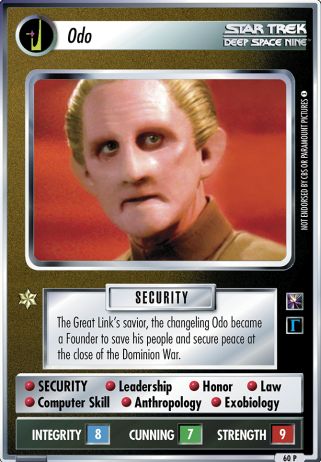 Odo
STAR TREK
DEEP SPACE NINE
NOT ENDORSED BY CBS OR PARAMOUNT PICTURES
SECURITY
The Great Link's savior, the changeling Odo became
a Founder to save his people and secure peace at
the close of the Dominion War.
SECURITY Leadership Honor Law
Computer Skill Anthropology Exobiology
INTEGRITY 8 CUNNING 7 STRENGTH 9
60 P